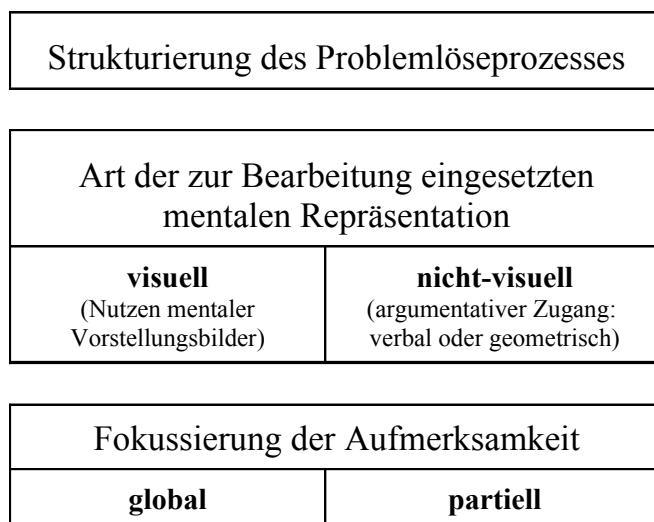 Strukturierung des Problemlöseprozesses
Art der zur Bearbeitung eingesetzten
mentalen Repräsentation
visuell
(Nutzen mentaler
Vorstellungsbilder)
nicht-visuell
(argumentativer Zugang:
verbal oder geometrisch)
Fokussierung der Aufmerksamkeit
global
partiell